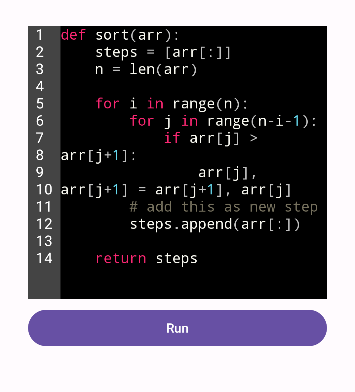 1 def sort(arr):
2     steps = [arr[:]]
3     n = len(arr)
4
5     for i in range(n):
6         for j in range(n-i-1):
7             if arr[j] >
8 arr[j+1]:
9                 arr[j],
10 arr[j+1] = arr[j+1], arr[j]
11         # add this as new step
12         steps.append(arr[:])
13
14     return steps
Run